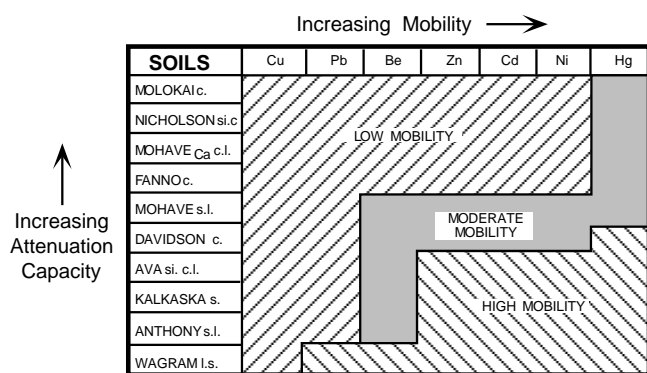 Increasing Mobility
SOILS Cu Pb Be Zn Cd Ni Hg
MOLOKAI c.
NICHOLSON si.c
MOHAVE Ca c.l.
FANNO c.
MOHAVE s.l.
DAVIDSON c.
AVA si. c.l.
KALKASKA s.
ANTHONY s.l.
WAGRAM l.s.
Increasing
Attenuation
Capacity
LOW MOBILITY
MODERATE
MOBILITY
HIGH MOBILITY